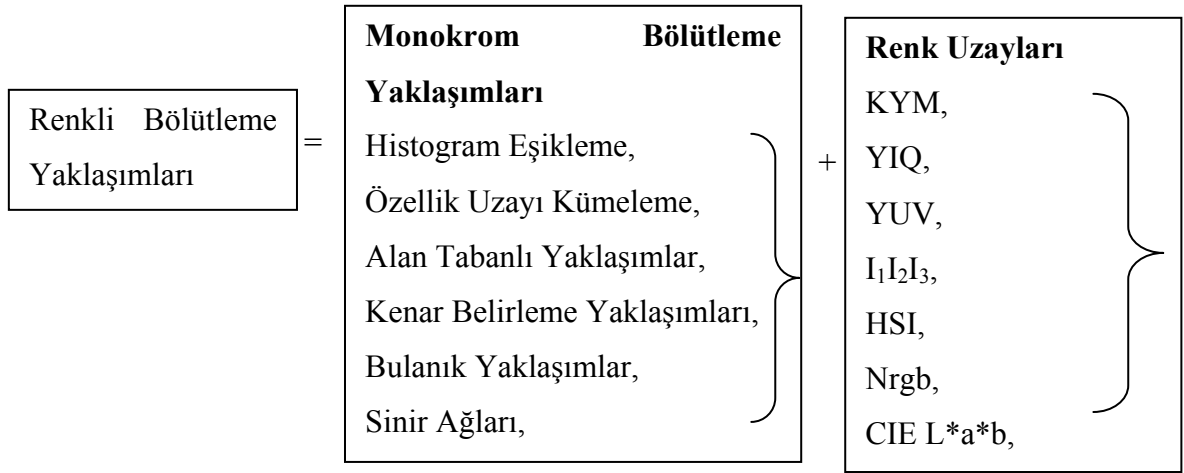 Renkli Bölütleme
Yaklaşımları
=
Monokrom Bölütleme
Yaklaşımları
Histogram Eşikleme,
Özellik Uzayı Kümeleme,
Alan Tabanlı Yaklaşımlar,
Kenar Belirleme Yaklaşımları,
Bulanık Yaklaşımlar,
Sinir Ağları,
+
Renk Uzayları
KYM,
YIQ,
YUV,
I₁I₂I₃,
HSI,
Nrgb,
CIE L*a*b,